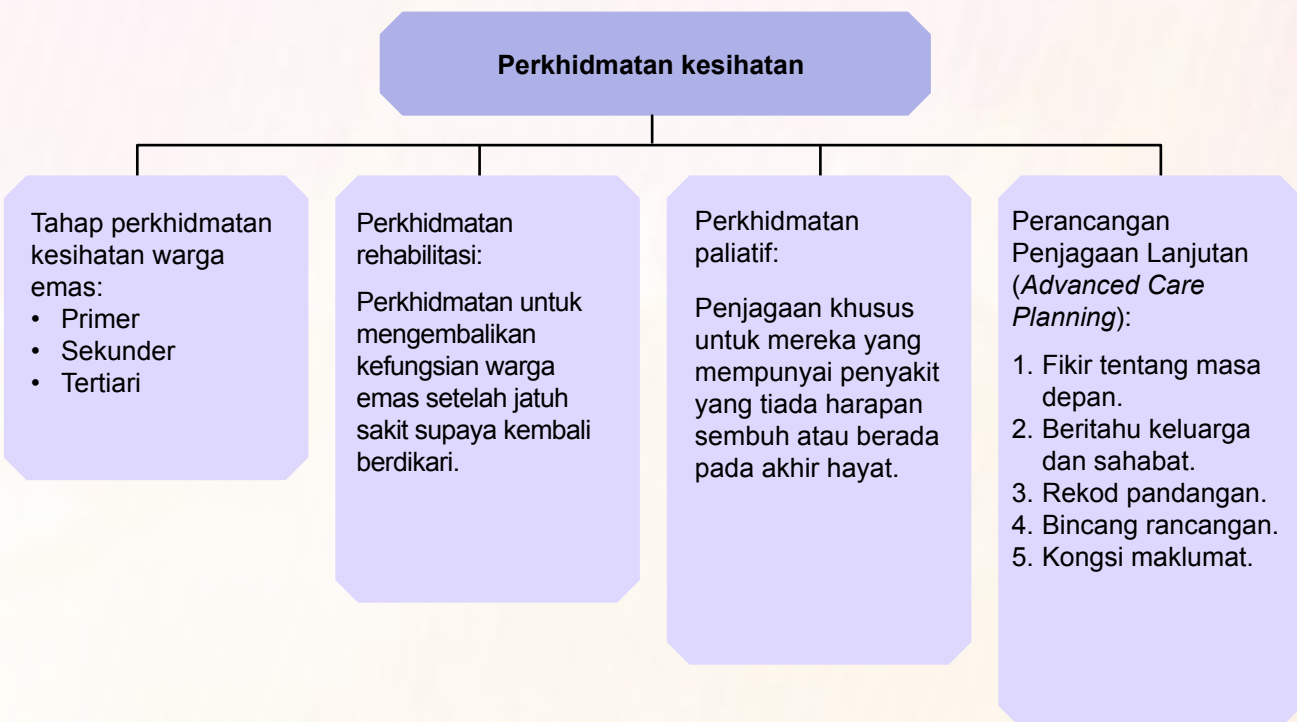 Perkhidmatan kesihatan
Tahap perkhidmatan
kesihatan warga
emas:
• Primer
• Sekunder
• Tertiari
Perkhidmatan
rehabilitasi:
Perkhidmatan untuk
mengembalikan
kefungsian warga
emas setelah jatuh
sakit supaya kembali
berdikari.
Perkhidmatan
paliatif:
Penjagaan khusus
untuk mereka yang
mempunyai penyakit
yang tiada harapan
sembuh atau berada
pada akhir hayat.
Perancangan
Penjagaan Lanjutan
(Advanced Care
Planning):
1. Fikir tentang masa
depan.
2. Beritahu keluarga
dan sahabat.
3. Rekod pandangan.
4. Bincang rancangan.
5. Kongsi maklumat.